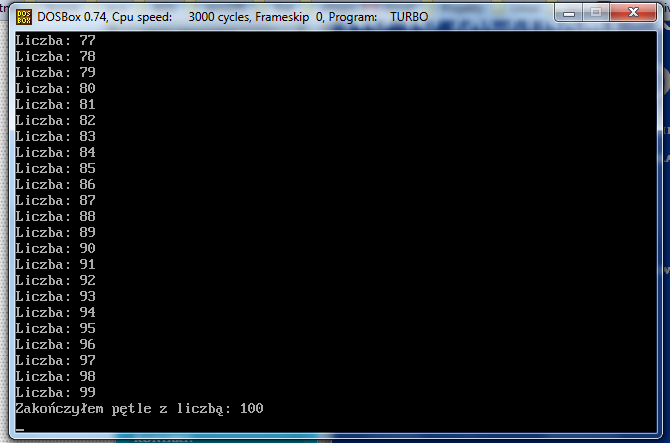 DOSBox 0.74, Cpu speed: 3000 cycles, Frameskip 0, Program: TURBO
Liczba: 77
Liczba: 78
Liczba: 79
Liczba: 80
Liczba: 81
Liczba: 82
Liczba: 83
Liczba: 84
Liczba: 85
Liczba: 86
Liczba: 87
Liczba: 88
Liczba: 89
Liczba: 90
Liczba: 91
Liczba: 92
Liczba: 93
Liczba: 94
Liczba: 95
Liczba: 96
Liczba: 97
Liczba: 98
Liczba: 99
Zakończyłem pętle z liczbą: 100
_